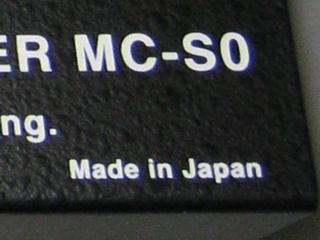 ER MC-S0
ng.
Made in Japan